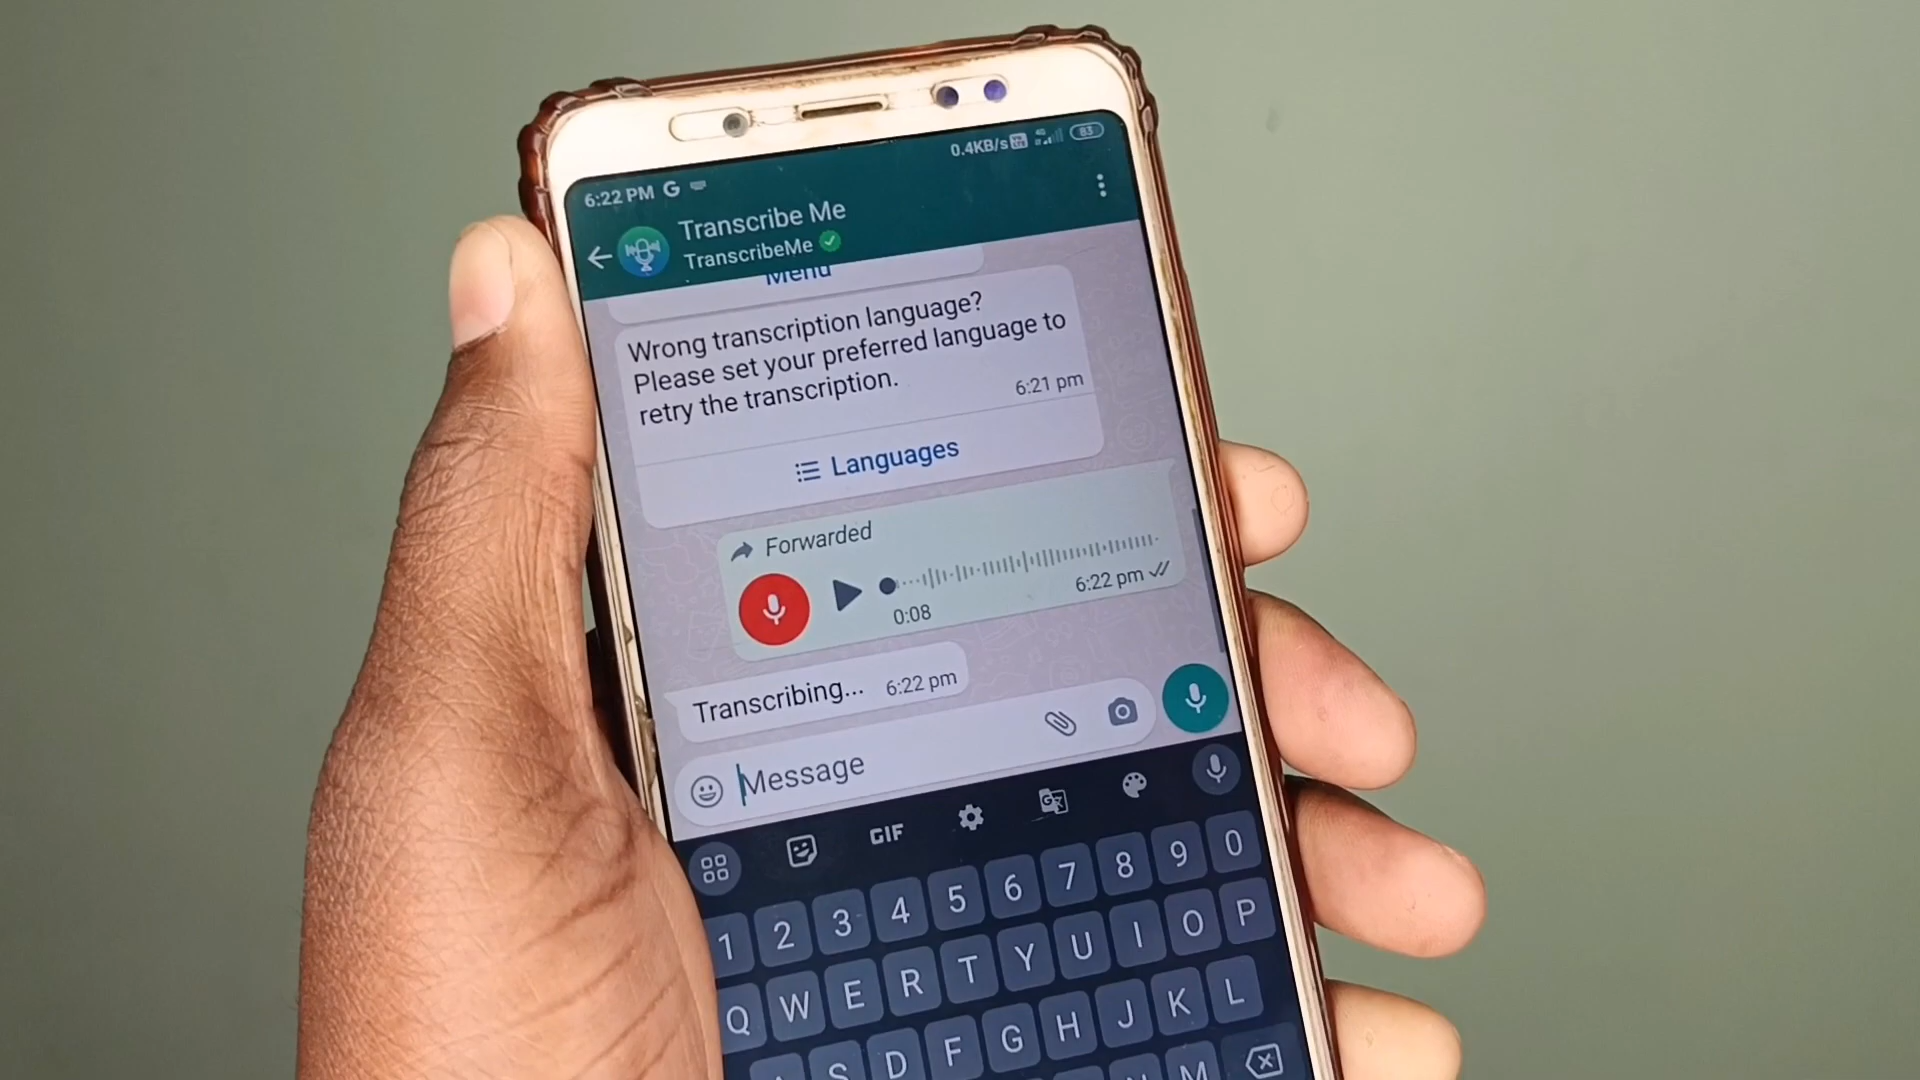 0.4KB/s 4G 83
6:22 PM G
Transcribe Me
TranscribeMe
Menu
Wrong transcription language?
Please set your preferred language to
retry the transcription.
6:21 pm
Languages
Forwarded
0:08
6:22 pm
Transcribing... 6:22 pm
Message
GIF
1 2 3 4 5 6 7 8 9 0
Q W E R T Y U I O P
S D F G H J K L
N M